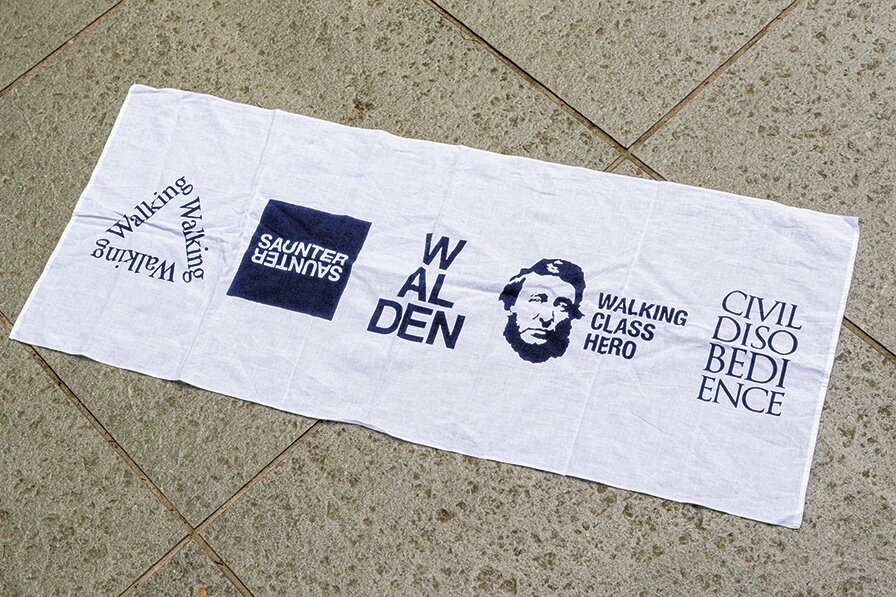 Walking
Walking
Walking
SAUNTER
SAUNTER
W
AL
DEN
WALKING
CLASS
HERO
CIVIL
DISO
BEDI
ENCE